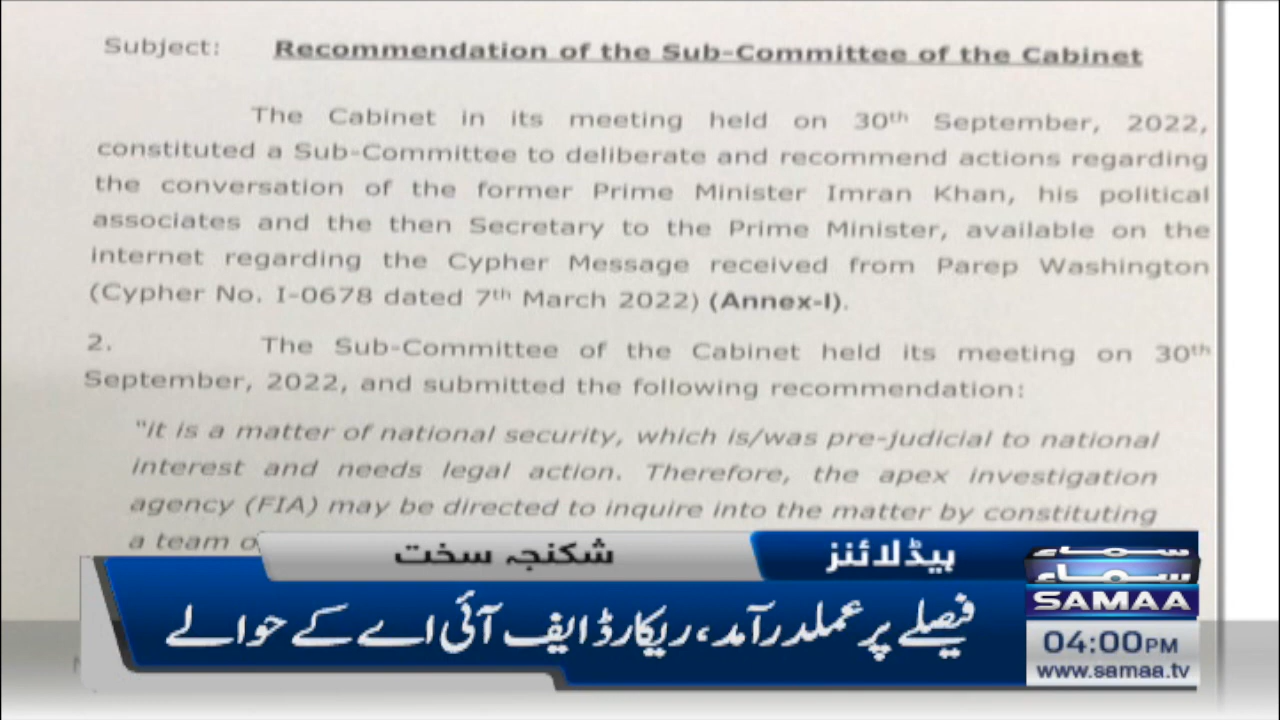 Subject: Recommendation of the Sub-Committee of the Cabinet
The Cabinet in its meeting held on 30th September, 2022,
constituted a Sub-Committee to deliberate and recommend actions regarding
the conversation of the former Prime Minister Imran Khan, his political
associates and the then Secretary to the Prime Minister, available on the
internet regarding the Cypher Message received from Parep Washington
(Cypher No. I-0678 dated 7th March 2022) (Annex-I).
2. The Sub-Committee of the Cabinet held its meeting on 30th
September, 2022, and submitted the following recommendation:
"it is a matter of national security, which is/was pre-judicial to national
interest and needs legal action. Therefore, the apex investigation
agency (FIA) may be directed to inquire into the matter by constituting
a team
ہیڈلائنز
شکنجہ سخت
فیصلے پر عملدرآمد، ریکارڈ ایف آئی اے کے حوالے
سماء
SAMAA
04:00PM
www.samaa.tv